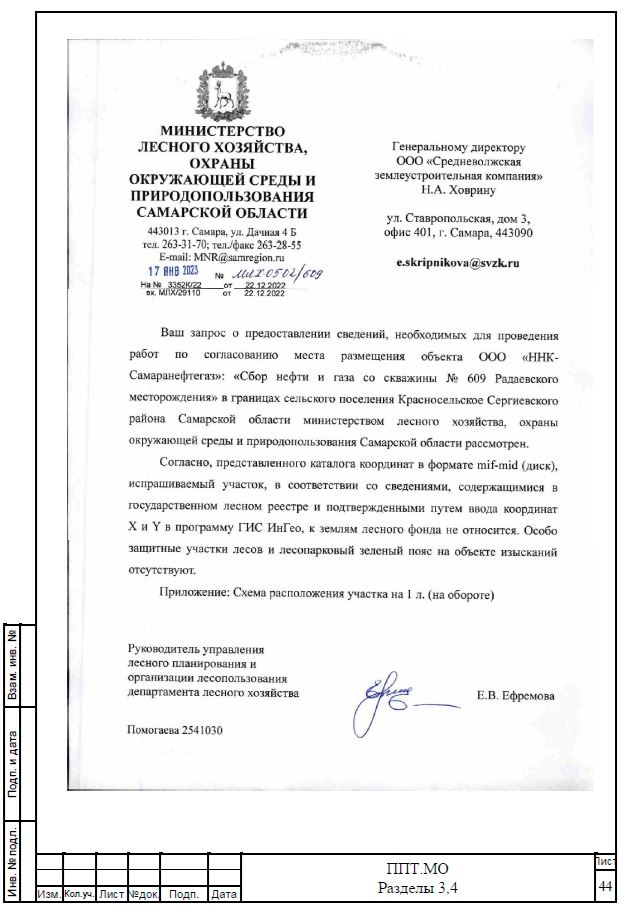 МИНИСТЕРСТВО
ЛЕСНОГО ХОЗЯЙСТВА,
ОХРАНЫ
ОКРУЖАЮЩЕЙ СРЕДЫ И
ПРИРОДОПОЛЬЗОВАНИЯ
САМАРСКОЙ ОБЛАСТИ
443013 г. Самара, ул. Дачная 4 Б
тел. 263-31-70; тел./факс 263-28-55
E-mail: MNR@samregion.ru
17 ЯНВ 2023 № МЛХ0502/609
На № 3352К/22 от 22.12.2022
вх. МЛХ/29110 от 22.12.2022
Генеральному директору
ООО «Средневолжская
землеустроительная компания»
Н.А. Ховрину
ул. Ставропольская, дом 3,
офис 401, г. Самара, 443090
e.skripnikova@svzk.ru
Ваш запрос о предоставлении сведений, необходимых для проведения
работ по согласованию места размещения объекта ООО «ННК-
Самаранефтегаз»: «Сбор нефти и газа со скважины № 609 Радаевского
месторождения» в границах сельского поселения Красносельское Сергиевского
района Самарской области министерством лесного хозяйства, охраны
окружающей среды и природопользования Самарской области рассмотрен.
Согласно, представленного каталога координат в формате mif-mid (диск),
испрашиваемый участок, в соответствии со сведениями, содержащимися в
государственном лесном реестре и подтвержденными путем ввода координат
X и Y в программу ГИС ИнГео, к землям лесного фонда не относится. Особо
защитные участки лесов и лесопарковый зеленый пояс на объекте изысканий
отсутствуют.
Приложение: Схема расположения участка на 1 л. (на обороте)
Руководитель управления
лесного планирования и
организации лесопользования
департамента лесного хозяйства
Е.В. Ефремова
Помогаева 2541030
Взам. инв. №
Подп. и дата
Инв. № подл.
Изм. Кол.уч. Лист №док. Подп. Дата
ППТ.МО
Разделы 3,4
Лист
44